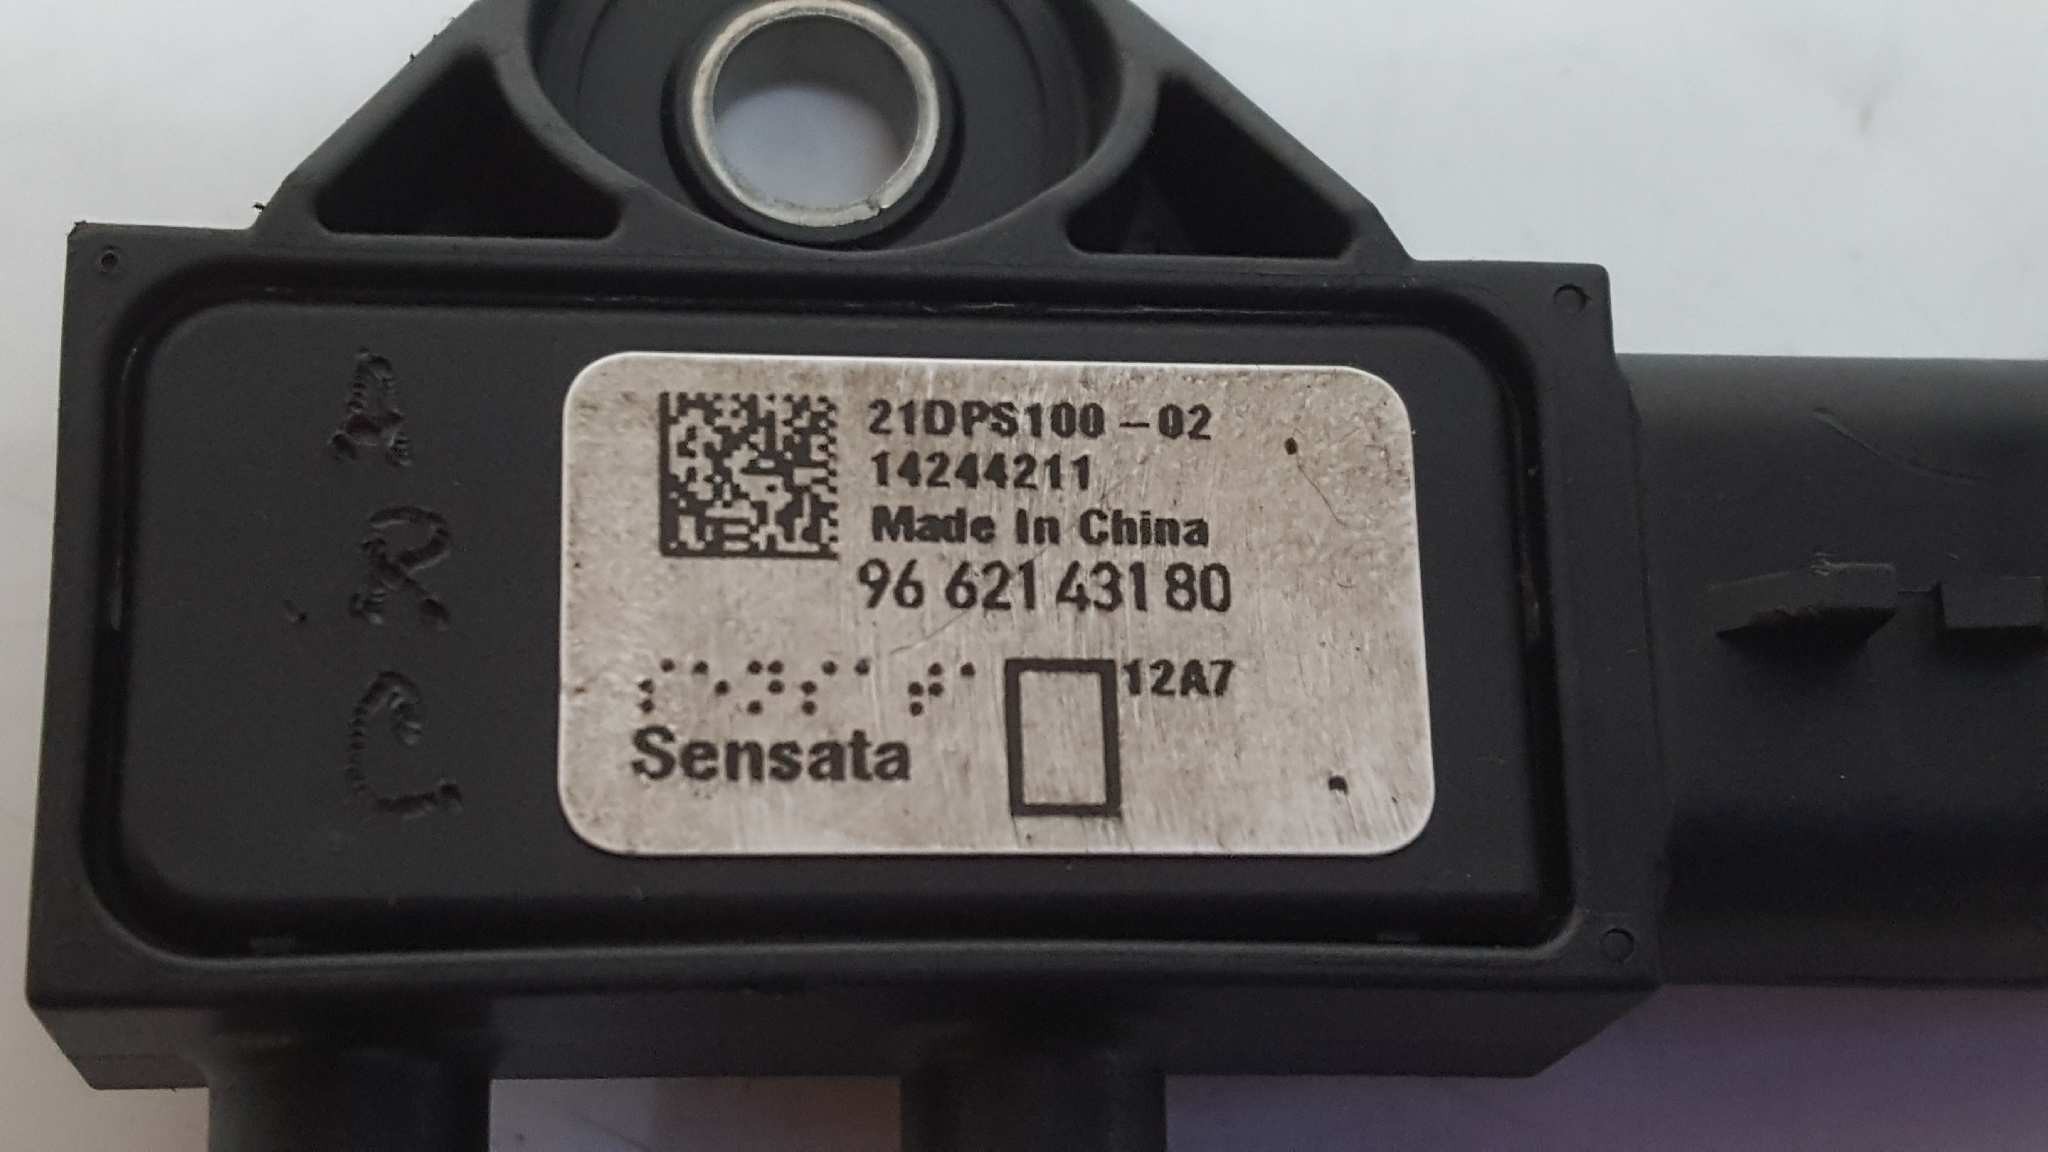 A
R
C
21DPS100-02
14244211
Made In China
96 621 431 80
12A7
Sensata